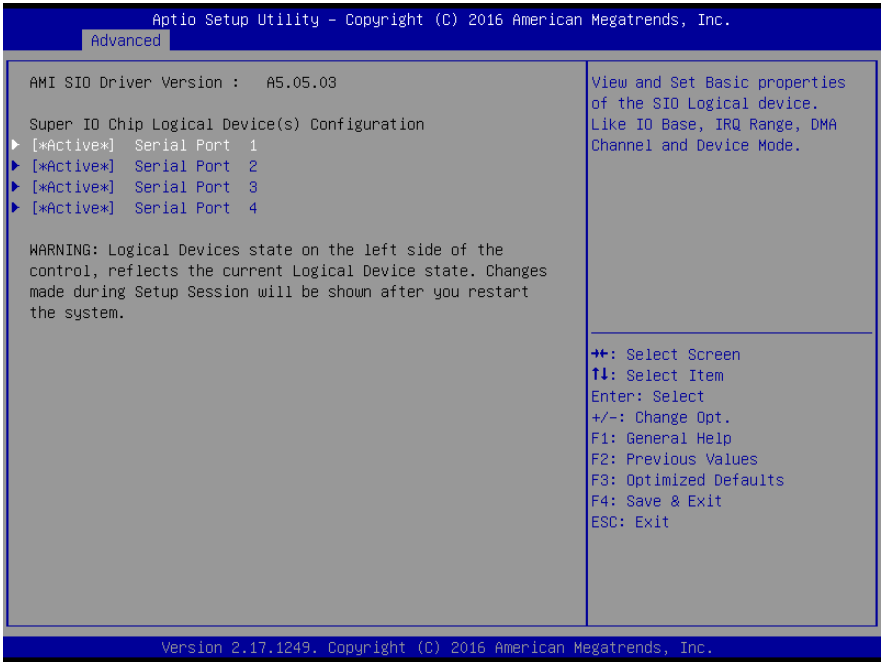 Aptio Setup Utility – Copyright (C) 2016 American Megatrends, Inc.
Advanced
AMI SIO Driver Version :   A5.05.03
Super IO Chip Logical Device(s) Configuration
[*Active*]  Serial Port  1
[*Active*]  Serial Port  2
[*Active*]  Serial Port  3
[*Active*]  Serial Port  4
WARNING: Logical Devices state on the left side of the
control, reflects the current Logical Device state. Changes
made during Setup Session will be shown after you restart
the system.
View and Set Basic properties
of the SIO Logical device.
Like IO Base, IRQ Range, DMA
Channel and Device Mode.
→←: Select Screen
↑↓: Select Item
Enter: Select
+/-: Change Opt.
F1: General Help
F2: Previous Values
F3: Optimized Defaults
F4: Save & Exit
ESC: Exit
Version 2.17.1249. Copyright (C) 2016 American Megatrends, Inc.